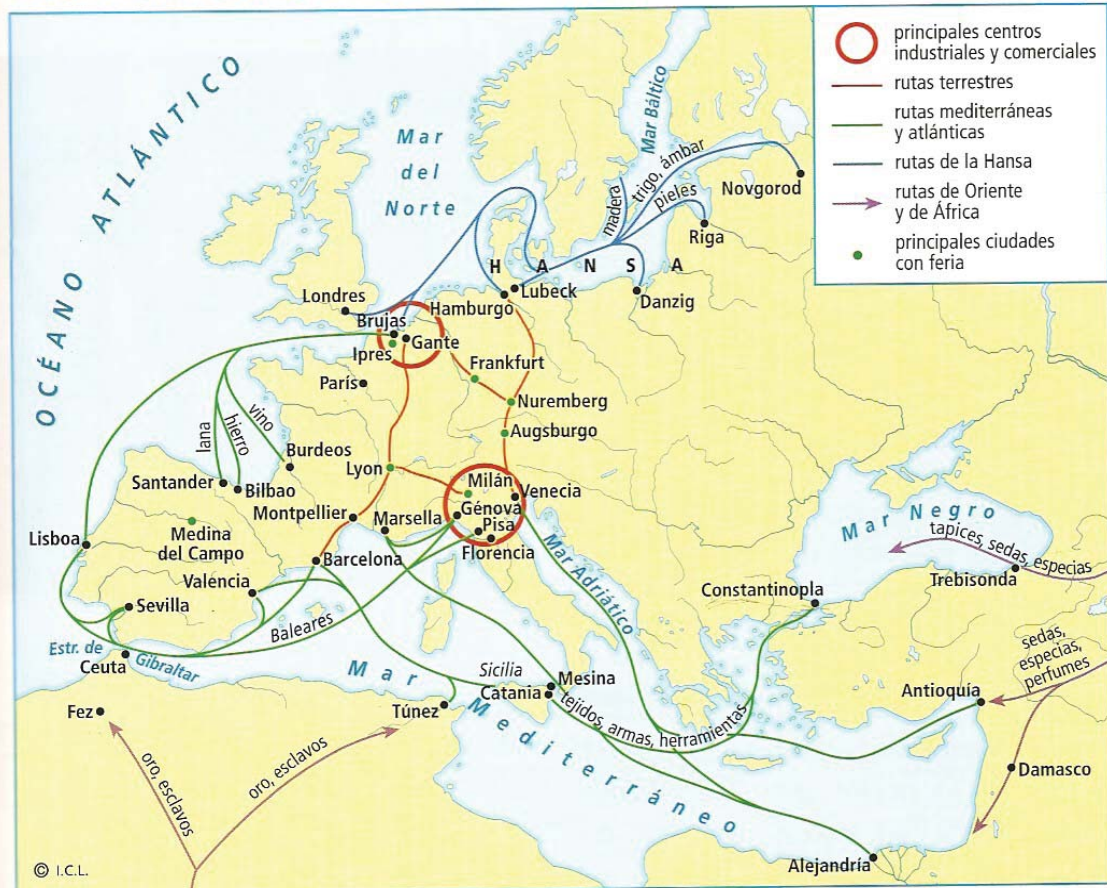 principales centros
industriales y comerciales
rutas terrestres
rutas mediterráneas
y atlánticas
rutas de la Hansa
rutas de Oriente
y de África
principales ciudades
con feria
OCÉANO ATLÁNTICO
Mar
del
Norte
Mar Báltico
madera
trigo, ámbar
pieles
Novgorod
Riga
HANSA
Lubeck
Hamburgo
Danzig
Londres
Brujas
Gante
Ipres
Frankfurt
París
Nuremberg
Augsburgo
lana
hierro
vino
Burdeos
Lyon
Milán
Venecia
Santander
Bilbao
Génova
Montpellier
Marsella
Pisa
Florencia
Medina
del Campo
Lisboa
Barcelona
Mar Adriático
Mar Negro
tapices, sedas, especias
Trebisonda
Constantinopla
Valencia
Sevilla
Baleares
Estr. de
Gibraltar
Ceuta
Mar
Mediterráneo
Sicilia
Mesina
Catania
tejidos, armas, herramientas
sedas,
especias,
perfumes
Antioquía
Fez
Túnez
Damasco
oro, esclavos
oro, esclavos
Alejandría
© I.C.L.